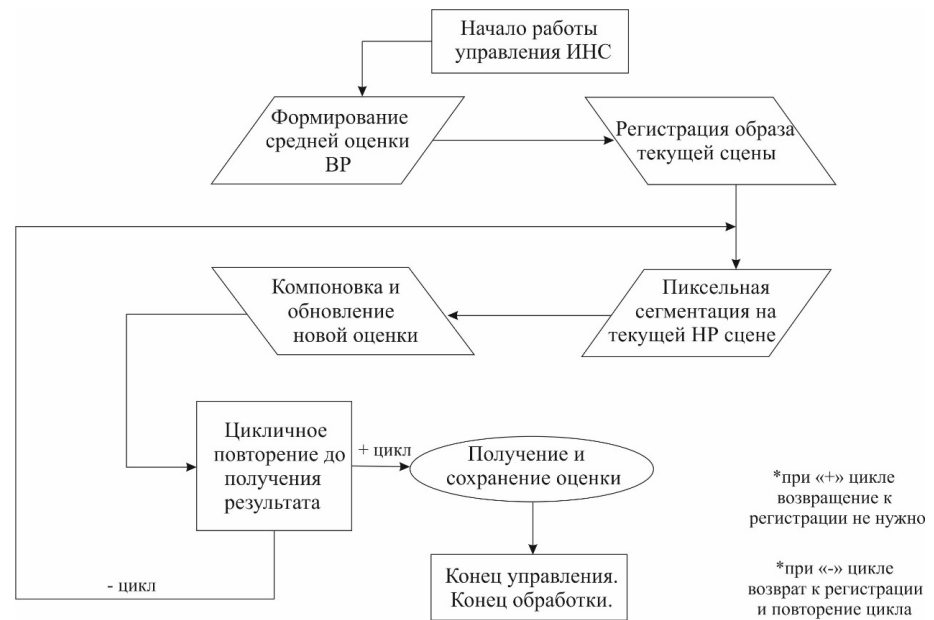 Начало работы
управления ИНС
Формирование
средней оценки
ВР
Регистрация образа
текущей сцены
Компоновка и
обновление
новой оценки
Пиксельная
сегментация на
текущей НР сцене
Цикличное
повторение до
получения
результата
+ цикл
Получение и
сохранение оценки
*при «+» цикле
возвращение к
регистрации не нужно
- цикл
Конец управления.
Конец обработки.
*при «-» цикле
возврат к регистрации
и повторение цикла